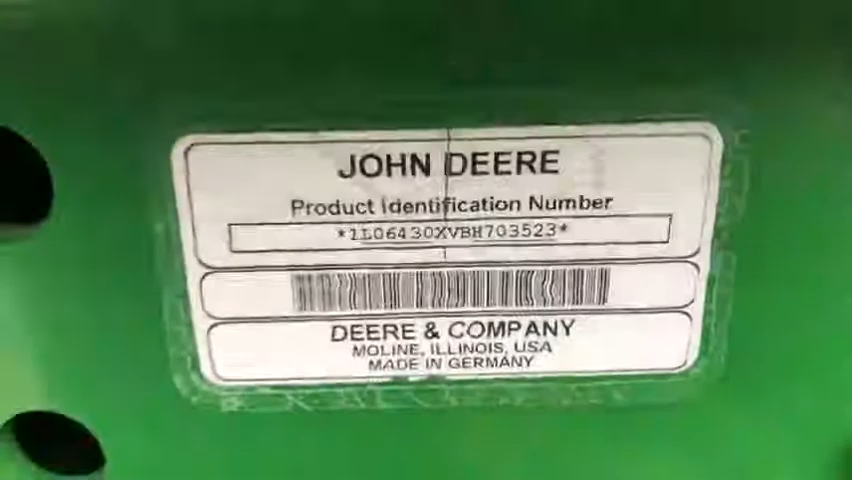 JOHN DEERE
Product Identification Number
*1L06430XVBH703523*
DEERE & COMPANY
MOLINE, ILLINOIS, USA
MADE IN GERMANY